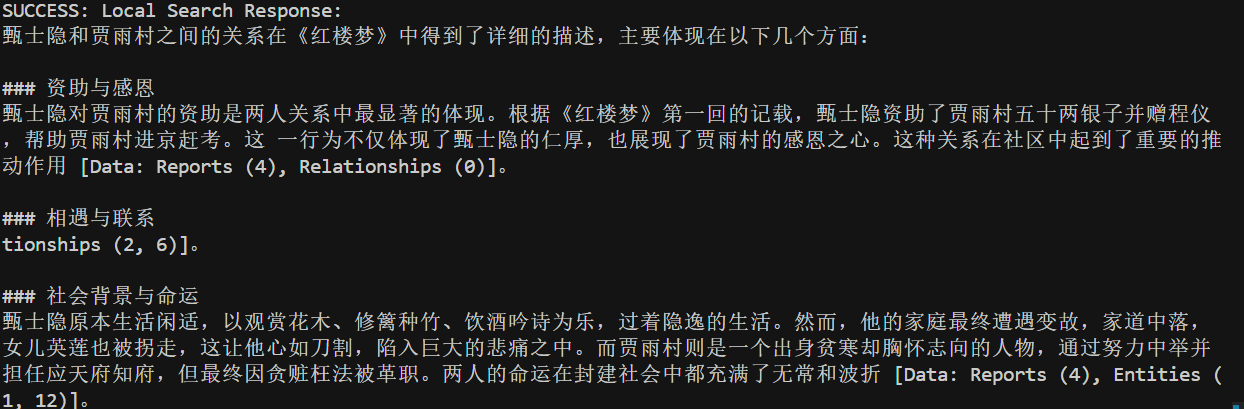 SUCCESS: Local Search Response:
甄士隐和贾雨村之间的关系在《红楼梦》中得到了详细的描述，主要体现在以下几个方面：
### 资助与感恩
甄士隐对贾雨村的资助是两人关系中最显著的体现。根据《红楼梦》第一回的记载，甄士隐资助了贾雨村五十两银子并赠程仪
，帮助贾雨村进京赶考。这 一行为不仅体现了甄士隐的仁厚，也展现了贾雨村的感恩之心。这种关系在社区中起到了重要的推
动作用 [Data: Reports (4), Relationships (0)]。
### 相遇与联系
tionships (2, 6)]。
### 社会背景与命运
甄士隐原本生活闲适，以观赏花木、修篱种竹、饮酒吟诗为乐，过着隐逸的生活。然而，他的家庭最终遭遇变故，家道中落，
女儿英莲也被拐走，这让他心如刀割，陷入巨大的悲痛之中。而贾雨村则是一个出身贫寒却胸怀志向的人物，通过努力中举并
担任应天府知府，但最终因贪赃枉法被革职。两人的命运在封建社会中都充满了无常和波折 [Data: Reports (4), Entities (
1, 12)]。